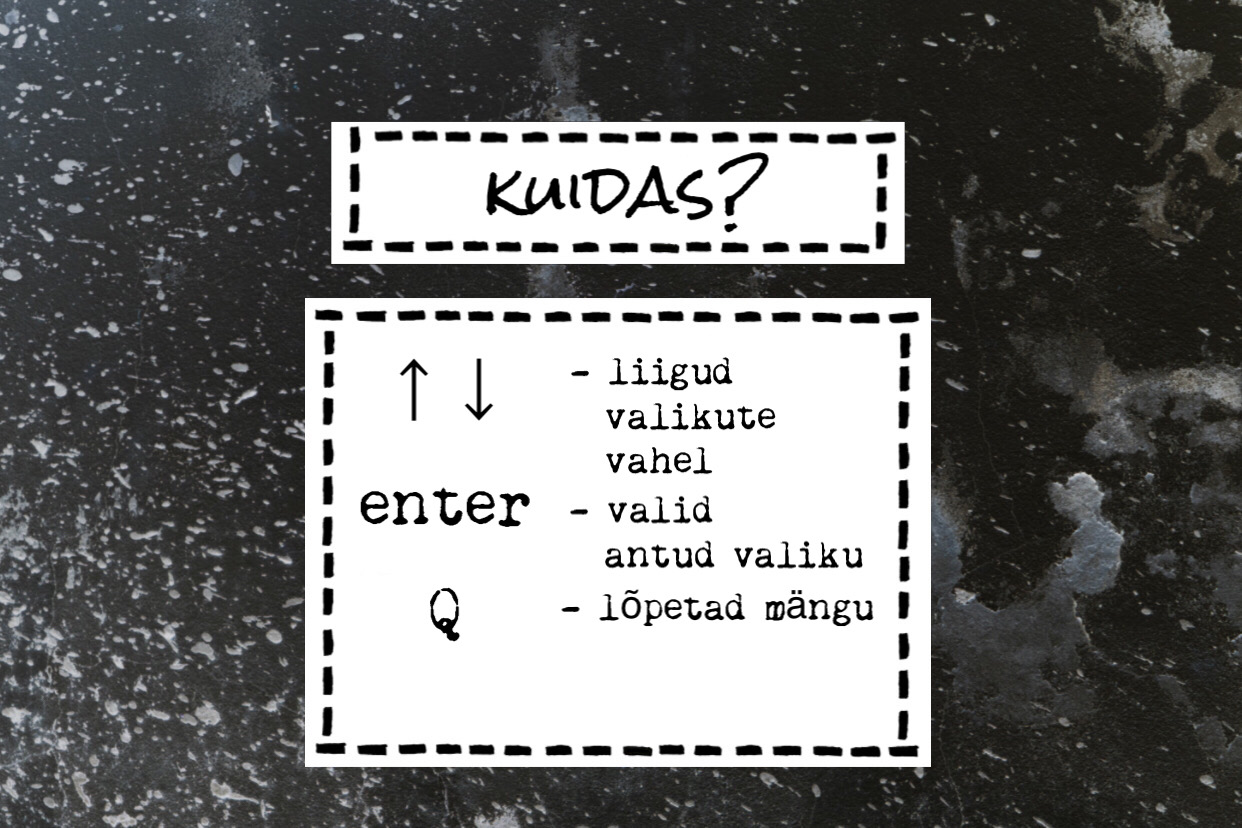 KUIDAS?
↑ ↓ - liigud
valikute
vahel
enter - valid
antud valiku
Q - lõpetad mängu